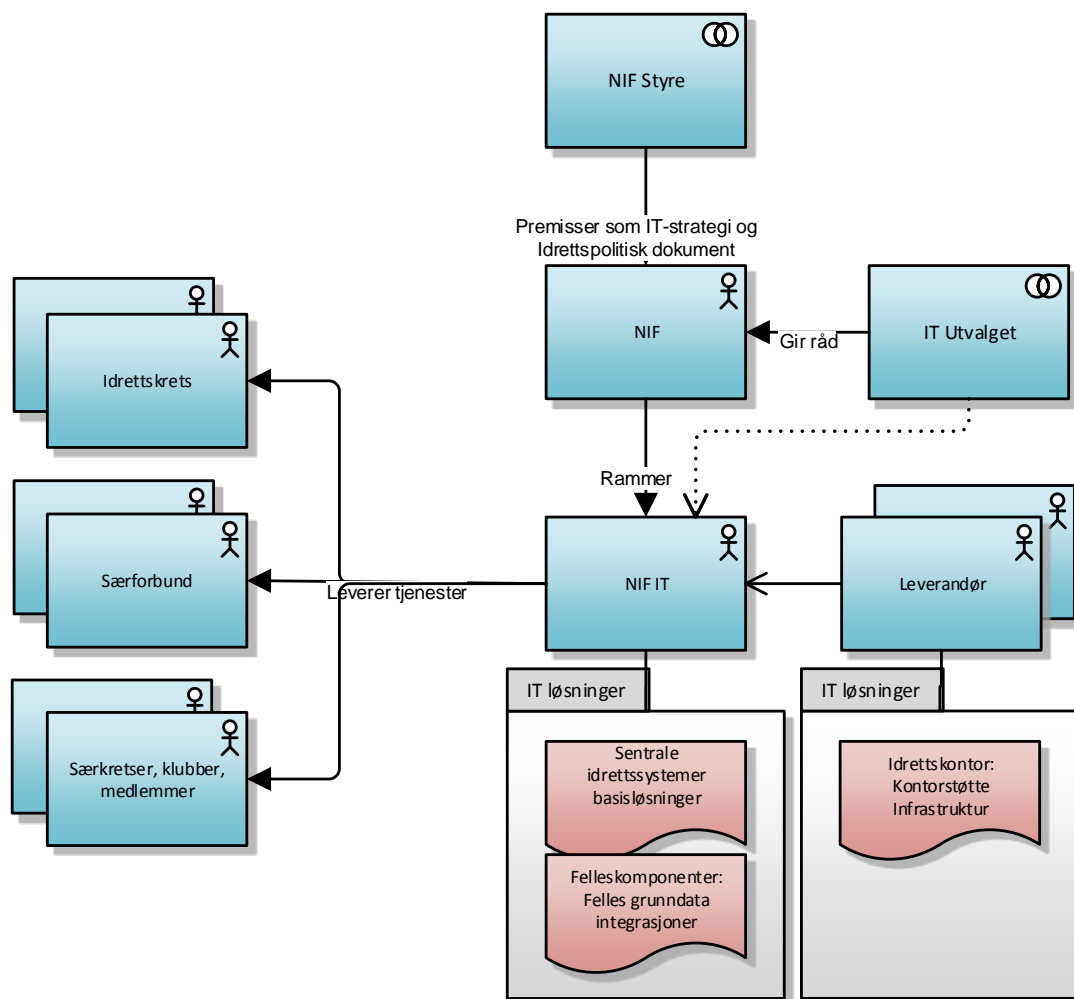 NIF Styre
Premisser som IT-strategi og
Idrettspolitisk dokument
NIF
Gir råd
IT Utvalget
Idrettskrets
Rammer
Særforbund
Leverer tjenester
NIF IT
Leverandør
Særkretser, klubber,
medlemmer
IT løsninger
Sentrale
idrettssystemer
basisløsninger
Felleskomponenter:
Felles grunndata
integrasjoner
IT løsninger
Idrettskontor:
Kontorstøtte
Infrastruktur